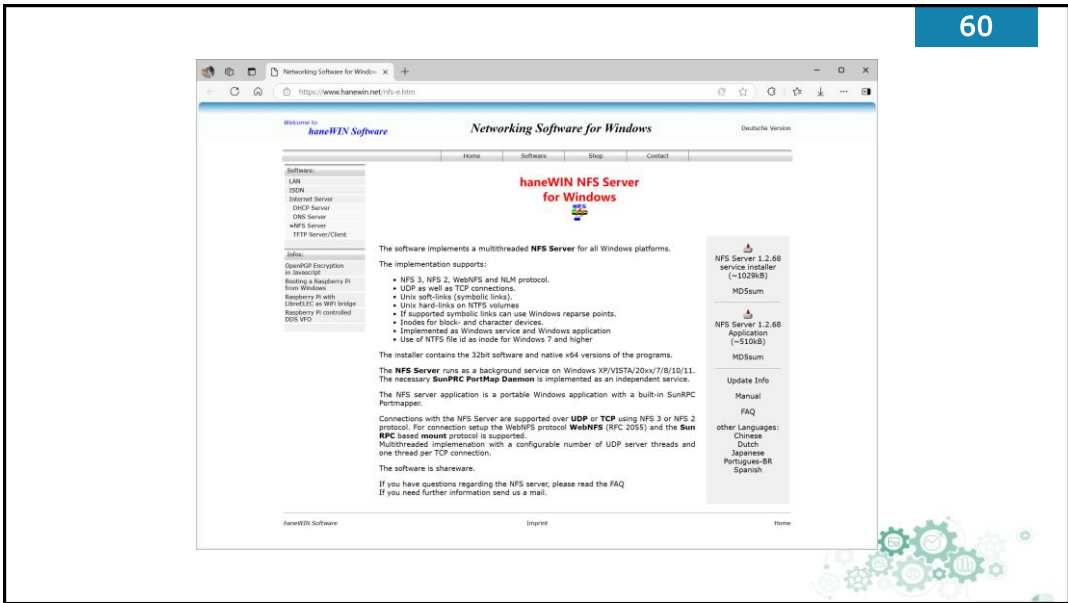 60
Networking Software for Windo
https://www.hanewin.net/nfs-e.htm
Welcome to
haneWIN Software
Networking Software for Windows
Deutsche Version
Home
Software
Shop
Contact
Software:
LAN
ISDN
Internet Server
DHCP Server
DNS Server
»NFS Server
TFTP Server/Client
Infos:
OpenPGP Encryption
in Javascript
Booting a Raspberry Pi
from Windows
Raspberry Pi with
LibreELEC as WiFi bridge
Raspberry Pi controlled
DDS VFO
haneWIN NFS Server
for Windows
NFS
The software implements a multithreaded NFS Server for all Windows platforms.
The implementation supports:
• NFS 3, NFS 2, WebNFS and NLM protocol.
• UDP as well as TCP connections.
• Unix soft-links (symbolic links).
• Unix hard-links on NTFS volumes
• If supported symbolic links can use Windows reparse points.
• Inodes for block- and character devices.
• Implemented as Windows service and Windows application
• Use of NTFS file id as inode for Windows 7 and higher
The installer contains the 32bit software and native x64 versions of the programs.
The NFS Server runs as a background service on Windows XP/VISTA/20xx/7/8/10/11.
The necessary SunPRC PortMap Daemon is implemented as an independent service.
The NFS server application is a portable Windows application with a built-in SunRPC
Portmapper.
Connections with the NFS Server are supported over UDP or TCP using NFS 3 or NFS 2
protocol. For connection setup the WebNFS protocol WebNFS (RFC 2055) and the Sun
RPC based mount protocol is supported.
Multithreaded implemenation with a configurable number of UDP server threads and
one thread per TCP connection.
The software is shareware.
If you have questions regarding the NFS server, please read the FAQ
If you need further information send us a mail.
NFS Server 1.2.68
service installer
(~1029kB)
MD5sum
NFS Server 1.2.68
Application
(~510kB)
MD5sum
Update Info
Manual
FAQ
other Languages:
Chinese
Dutch
Japanese
Portugues-BR
Spanish
haneWIN Software
Imprint
Home